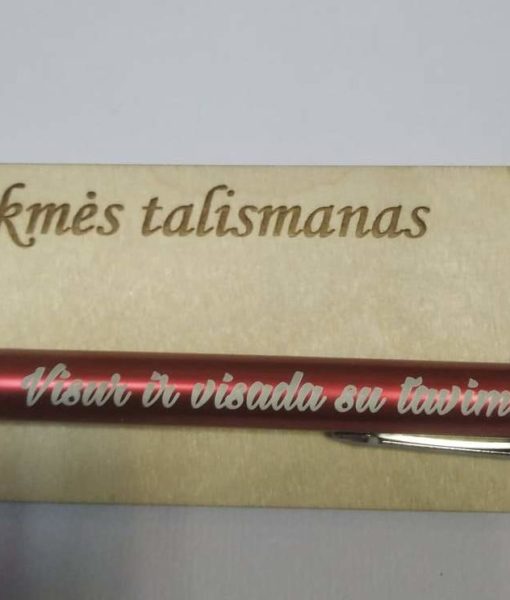 kmės talismanas
Visur ir visada su tavim